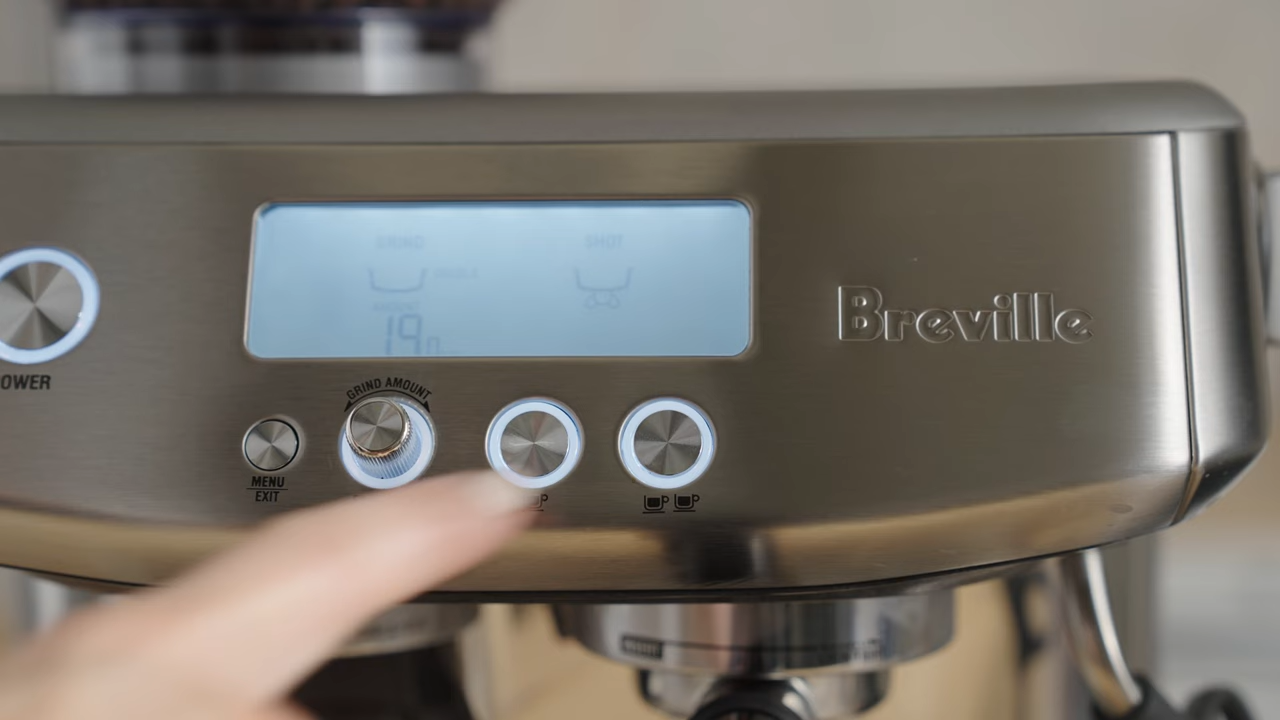 GRIND
SHOT
19
Breville
OWER
GRIND AMOUNT
MENU
EXIT